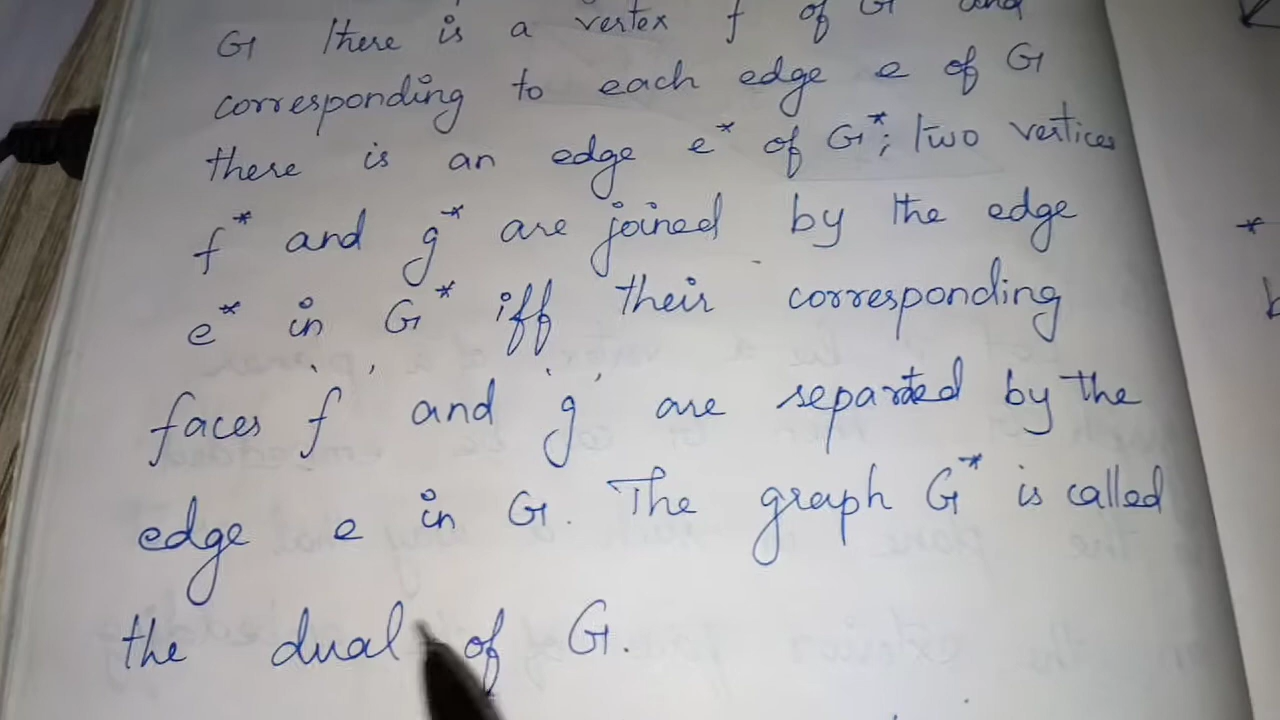 G there is a vertex f of G and
corresponding to each edge e of G
there is an edge e* of G*; two vertices
f* and g* are joined by the edge
e* in G* iff their corresponding
faces 'f' and 'g' are separated by the
edge e in G. The graph G* is called
the dual of G.